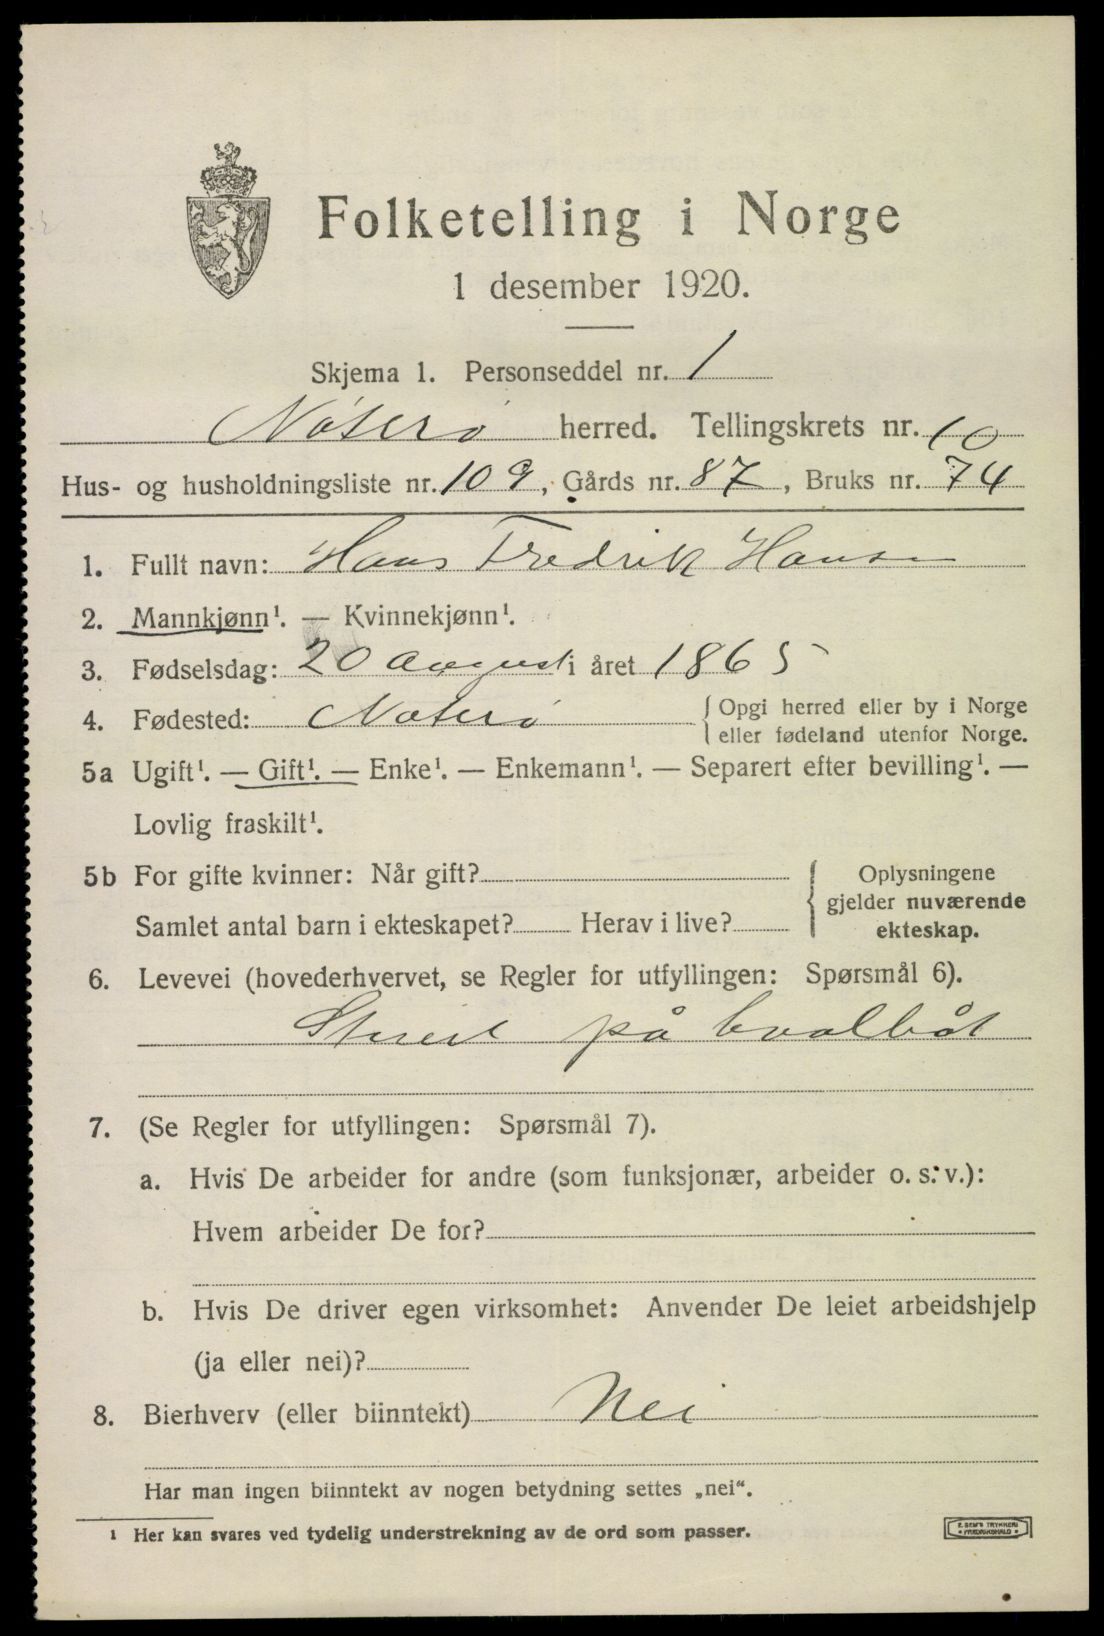 Folketelling i Norge
1 desember 1920.
Skjema 1. Personseddel nr. 1
Nøterø herred. Tellingskrets nr. 10
Hus- og husholdningsliste nr. 109, Gårds nr. 87, Bruks nr. 74
1. Fullt navn: Hans Fredrik Hansen
2. Mannkjønn¹. — Kvinnekjønn¹.
3. Fødselsdag: 20 August i året 1865
4. Fødested: Nøterø {Opgi herred eller by i Norge
eller fødeland utenfor Norge.
5a Ugift¹. — Gift¹. — Enke¹. — Enkemann¹. — Separert efter bevilling¹. —
Lovlig fraskilt¹.
5b For gifte kvinner: Når gift? { Oplysningene
gjelder nuværende
Samlet antal barn i ekteskapet? Herav i live? ekteskap.
6. Levevei (hovederhvervet, se Regler for utfyllingen: Spørsmål 6).
på hvalbåt
7. (Se Regler for utfyllingen: Spørsmål 7).
a. Hvis De arbeider for andre (som funksjonær, arbeider o. s. v.):
Hvem arbeider De for?
b. Hvis De driver egen virksomhet: Anvender De leiet arbeidshjelp
(ja eller nei)?
8. Bierhverv (eller biinntekt) Nei
Har man ingen biinntekt av nogen betydning settes „nei“.
¹ Her kan svares ved tydelig understrekning av de ord som passer.
E. SEM'S TRYKKERI
FREDRIKSHALD